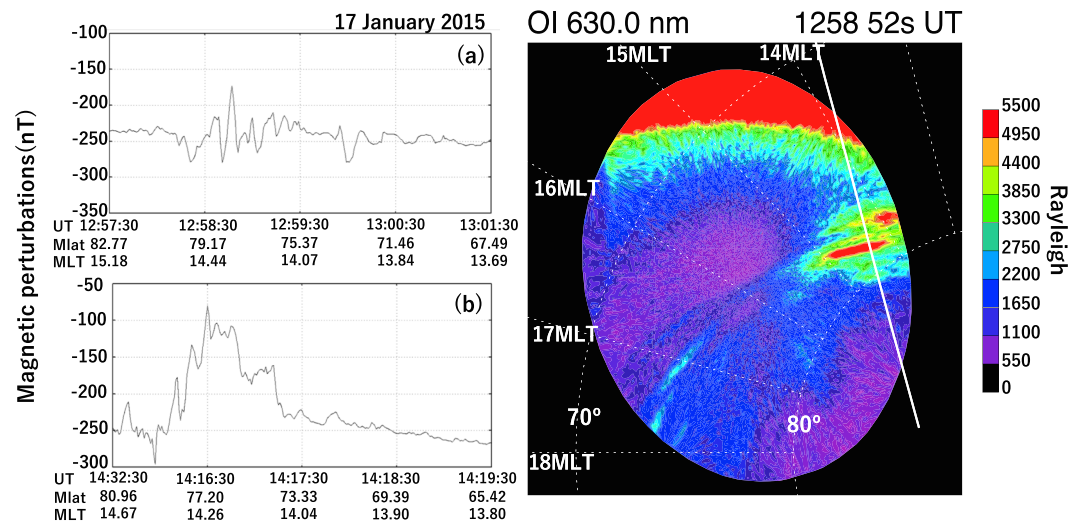 17 January 2015
(a)
-100
-150
-200
-250
-300
-350
UT 12:57:30 12:58:30 12:59:30 13:00:30 13:01:30
Mlat 82.77 79.17 75.37 71.46 67.49
MLT 15.18 14.44 14.07 13.84 13.69
Magnetic perturbations(nT)
(b)
-50
-100
-150
-200
-250
-300
UT 14:32:30 14:16:30 14:17:30 14:18:30 14:19:30
Mlat 80.96 77.20 73.33 69.39 65.42
MLT 14.67 14.26 14.04 13.90 13.80
OI 630.0 nm 1258 52s UT
15MLT 14MLT
16MLT
17MLT
70º 80º
18MLT
5500
4950
4400
3850
3300
2750
2200
1650
1100
550
0
Rayleigh